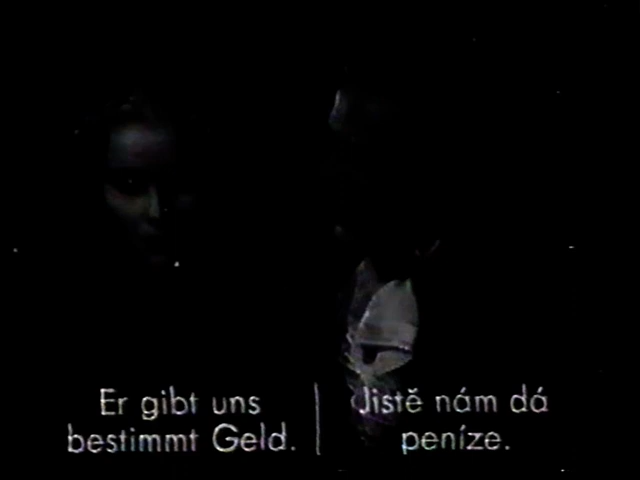 Er gibt uns
bestimmt Geld.
Jistě nám dá
peníze.